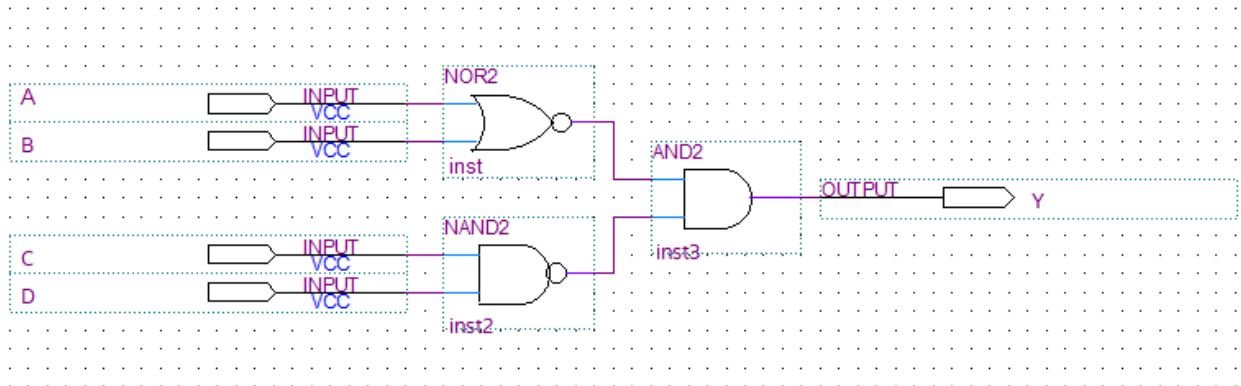 A INPUT
VCC
B INPUT
VCC
NOR2
inst
C INPUT
VCC
D INPUT
VCC
NAND2
inst2
AND2
inst3
OUTPUT Y